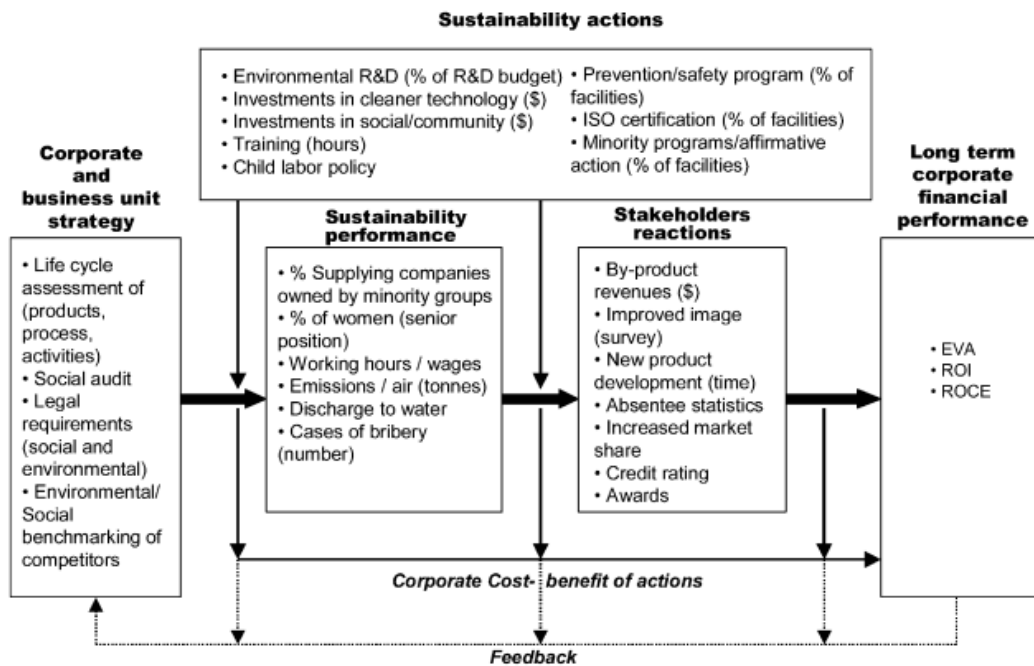 Sustainability actions
• Environmental R&D (% of R&D budget)
• Investments in cleaner technology ($)
• Investments in social/community ($)
• Training (hours)
• Child labor policy
• Prevention/safety program (% of
facilities)
• ISO certification (% of facilities)
• Minority programs/affirmative
action (% of facilities)
Corporate
and
business unit
strategy
• Life cycle
assessment of
(products,
process,
activities)
• Social audit
• Legal
requirements
(social and
environmental)
• Environmental/
Social
benchmarking of
competitors
Sustainability
performance
• % Supplying companies
owned by minority groups
• % of women (senior
position)
• Working hours / wages
• Emissions / air (tonnes)
• Discharge to water
• Cases of bribery
(number)
Stakeholders
reactions
• By-product
revenues ($)
• Improved image
(survey)
• New product
development (time)
• Absentee statistics
• Increased market
share
• Credit rating
• Awards
Long term
corporate
financial
performance
• EVA
• ROI
• ROCE
Corporate Cost- benefit of actions
Feedback